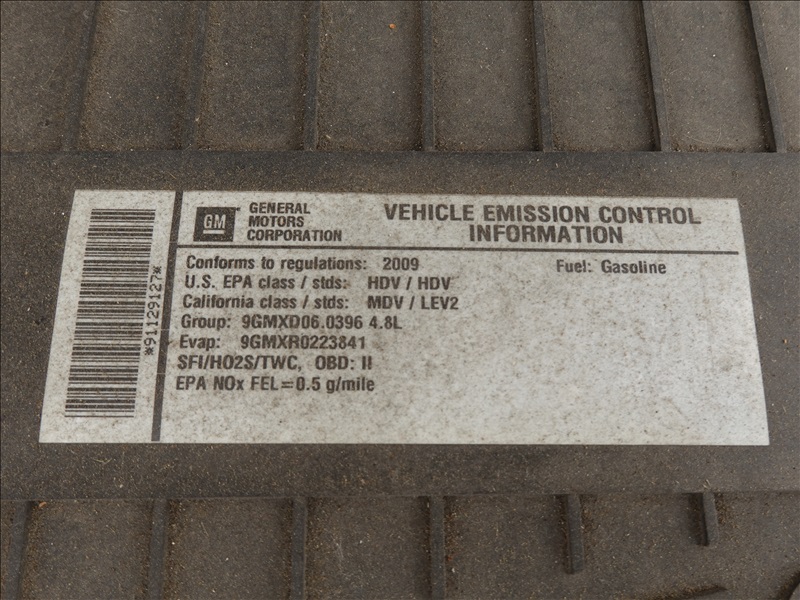 GM
GENERAL
MOTORS
CORPORATION
VEHICLE EMISSION CONTROL
INFORMATION
Conforms to regulations: 2009
Fuel: Gasoline
U.S. EPA class / stds: HDV / HDV
California class / stds: MDV / LEV2
Group: 9GMXD06.0396 4.8L
Evap: 9GMXR0223841
SFI/HO2S/TWC, OBD: II
EPA NOx FEL=0.5 g/mile
*91129127*